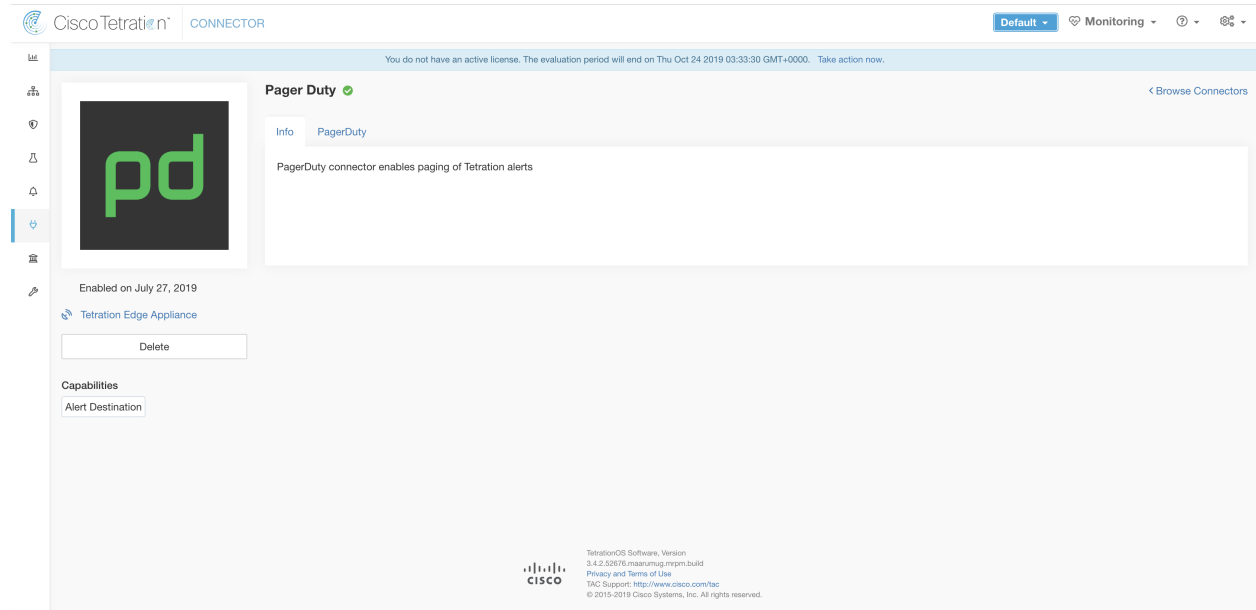 Cisco Tetration™
CONNECTOR
Default
Monitoring
You do not have an active license. The evaluation period will end on Thu Oct 24 2019 03:33:30 GMT+0000. Take action now.
Pager Duty
Browse Connectors
pd
Info PagerDuty
PagerDuty connector enables paging of Tetration alerts
Enabled on July 27, 2019
Tetration Edge Appliance
Delete
Capabilities
Alert Destination
CISCO
TetrationOS Software, Version
3.4.2.52676.maarumug.mrpm.build
Privacy and Terms of Use
TAC Support: http://www.cisco.com/tac
© 2015-2019 Cisco Systems, Inc. All rights reserved.